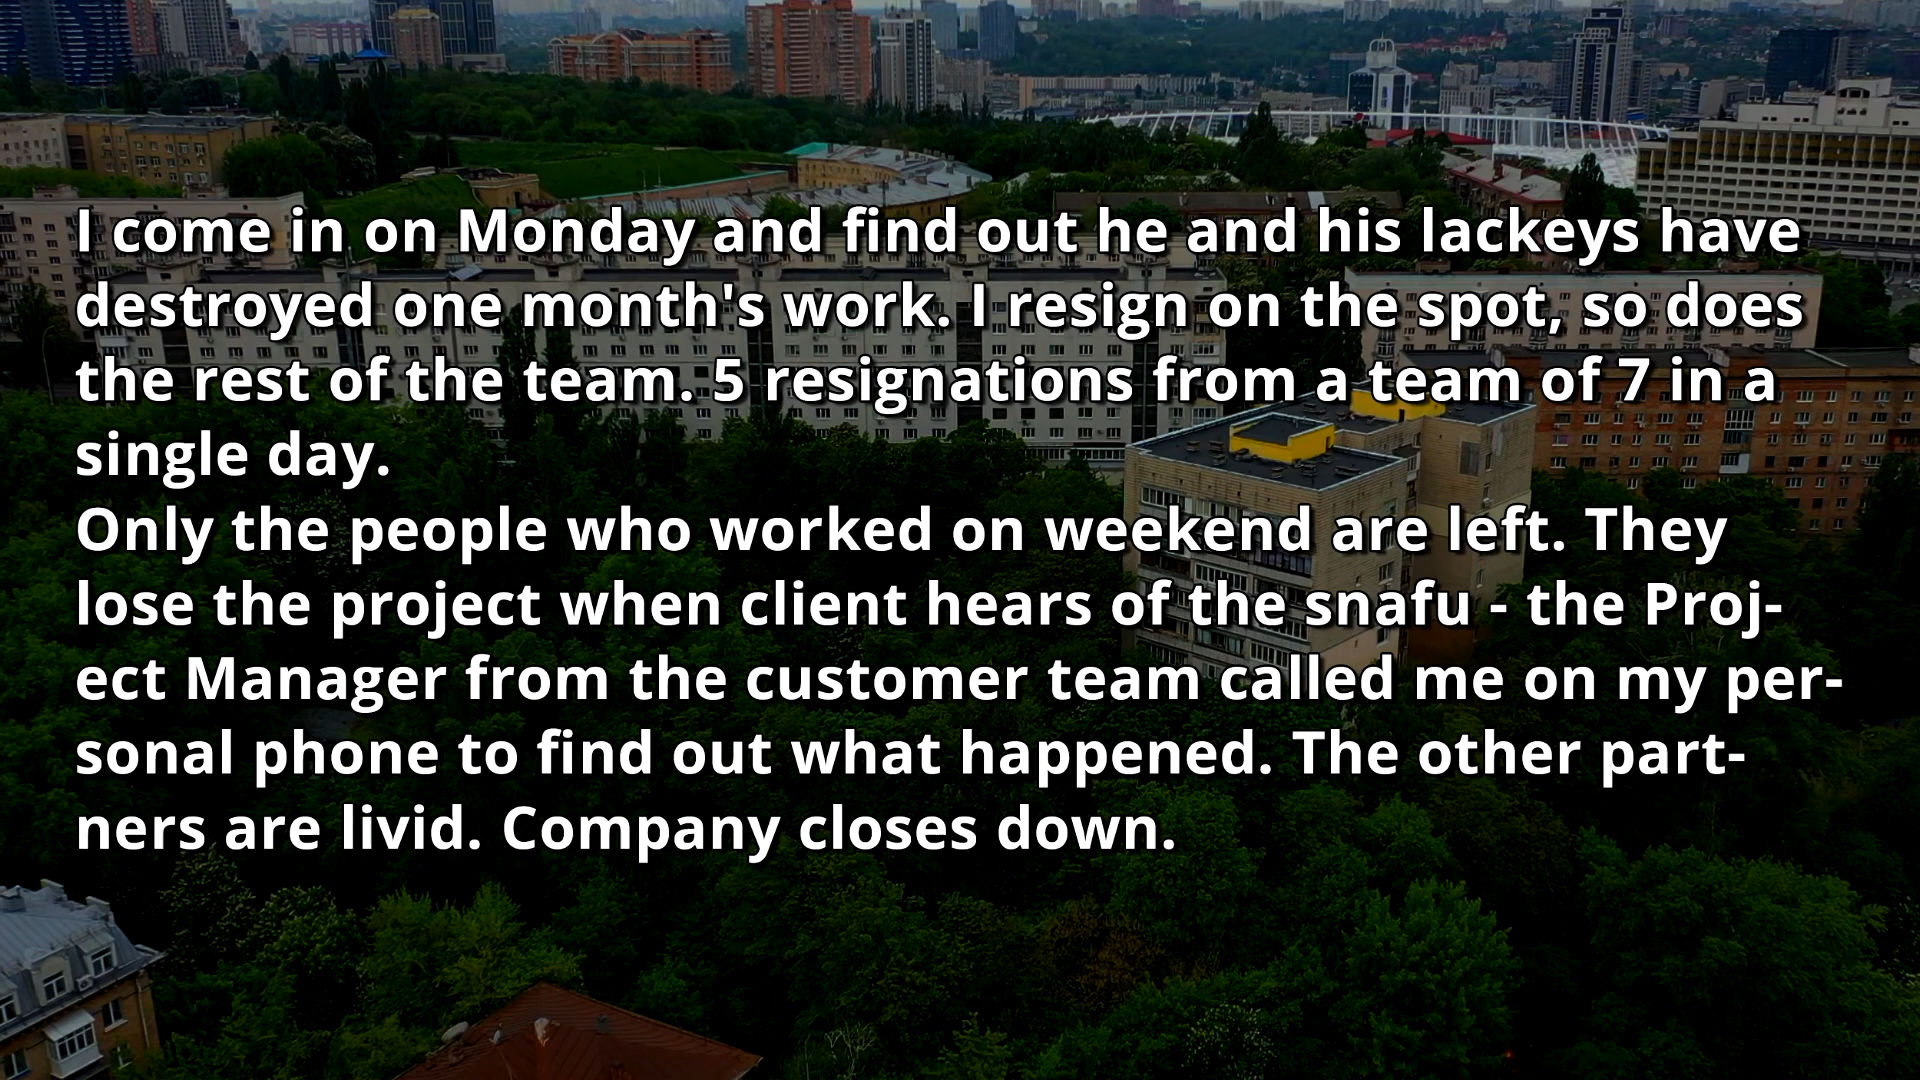 I come in on Monday and find out he and his lackeys have
destroyed one month's work. I resign on the spot, so does
the rest of the team. 5 resignations from a team of 7 in a
single day.
Only the people who worked on weekend are left. They
lose the project when client hears of the snafu - the Proj-
ect Manager from the customer team called me on my per-
sonal phone to find out what happened. The other part-
ners are livid. Company closes down.